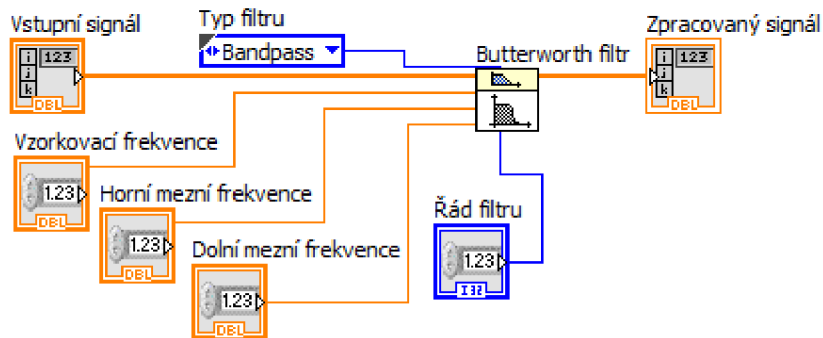 Vstupní signál
Typ filtru
Zpracovaný signál
i 123
j
k
DBL
Bandpass
Butterworth filtr
i 123
j
k
DBL
Vzorkovací frekvence
1.23
DBL
Horní mezní frekvence
1.23
DBL
Řád filtru
1.23
I32
Dolní mezní frekvence
1.23
DBL